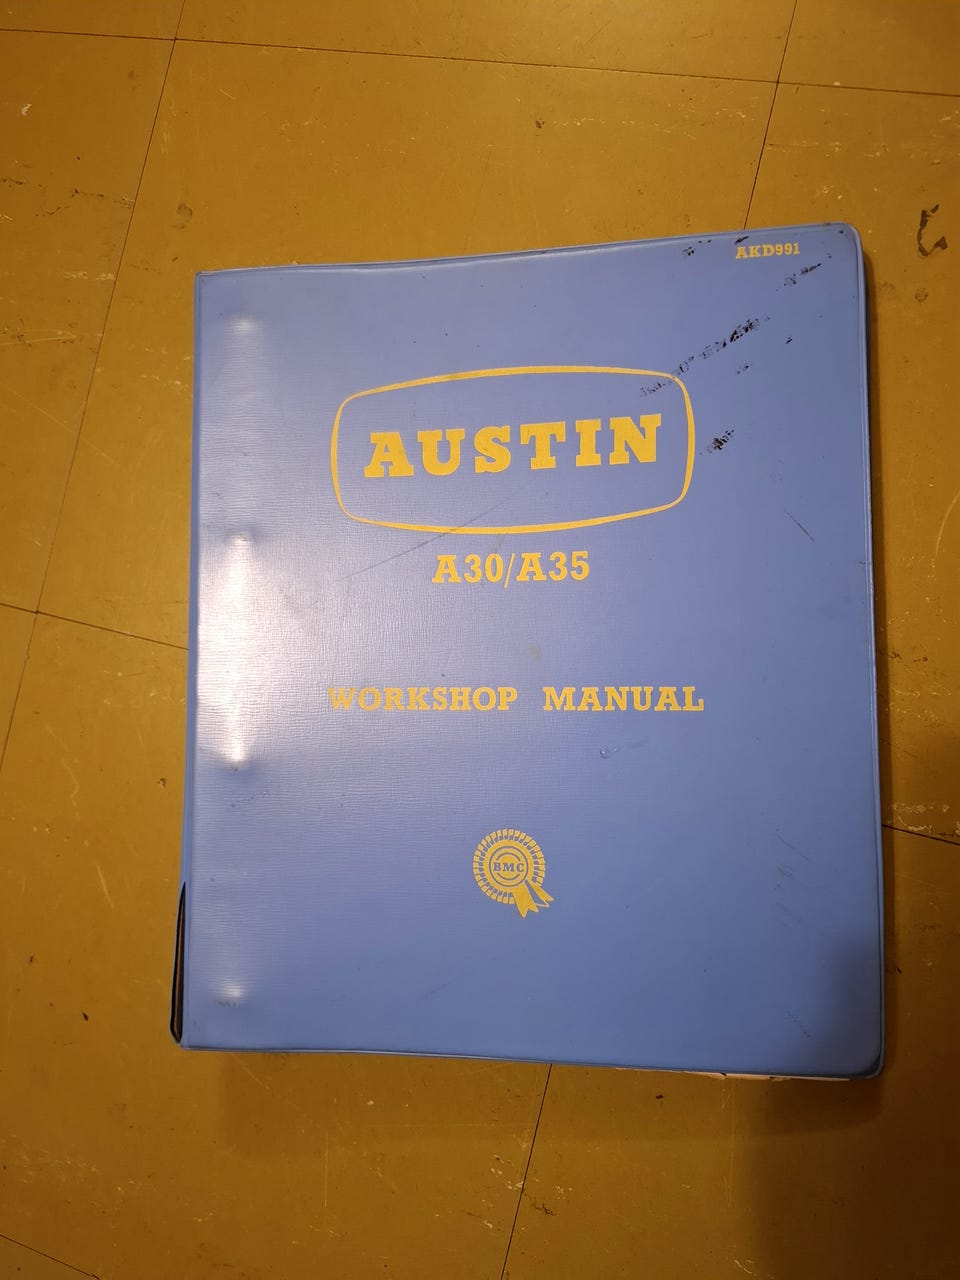 AKD991
AUSTIN
A30/A35
WORKSHOP MANUAL
BMC